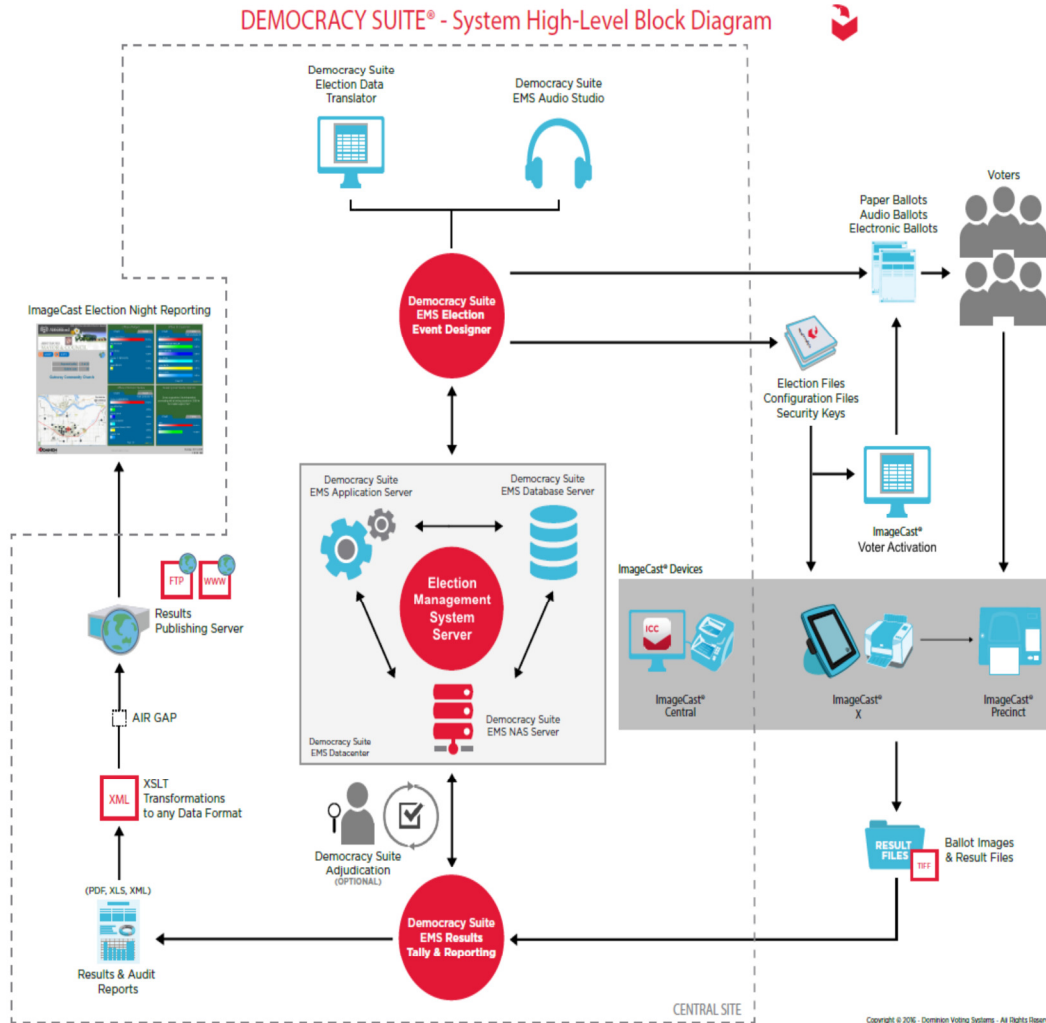 DEMOCRACY SUITE® - System High-Level Block Diagram
Democracy Suite
Election Data
Translator
Democracy Suite
EMS Audio Studio
Voters
Paper Ballots
Audio Ballots
Electronic Ballots
Democracy Suite
EMS Election
Event Designer
ImageCast Election Night Reporting
Election Files
Configuration Files
Security Keys
Democracy Suite
EMS Application Server
Democracy Suite
EMS Database Server
ImageCast®
Voter Activation
Election
Management
System
Server
ImageCast® Devices
FTP
WWW
Results
Publishing Server
ICC
ImageCast®
Central
ImageCast®
X
ImageCast®
Precinct
AIR GAP
Democracy Suite
EMS NAS Server
Democracy Suite
EMS Datacenter
XML
XSLT
Transformations
to any Data Format
Democracy Suite
Adjudication
(OPTIONAL)
RESULT
FILES
TIFF
Ballot Images
& Result Files
(PDF, XLS, XML)
Democracy Suite
EMS Results
Tally & Reporting
Results & Audit
Reports
CENTRAL SITE
Copyright © 2016 - Dominion Voting Systems - All Rights